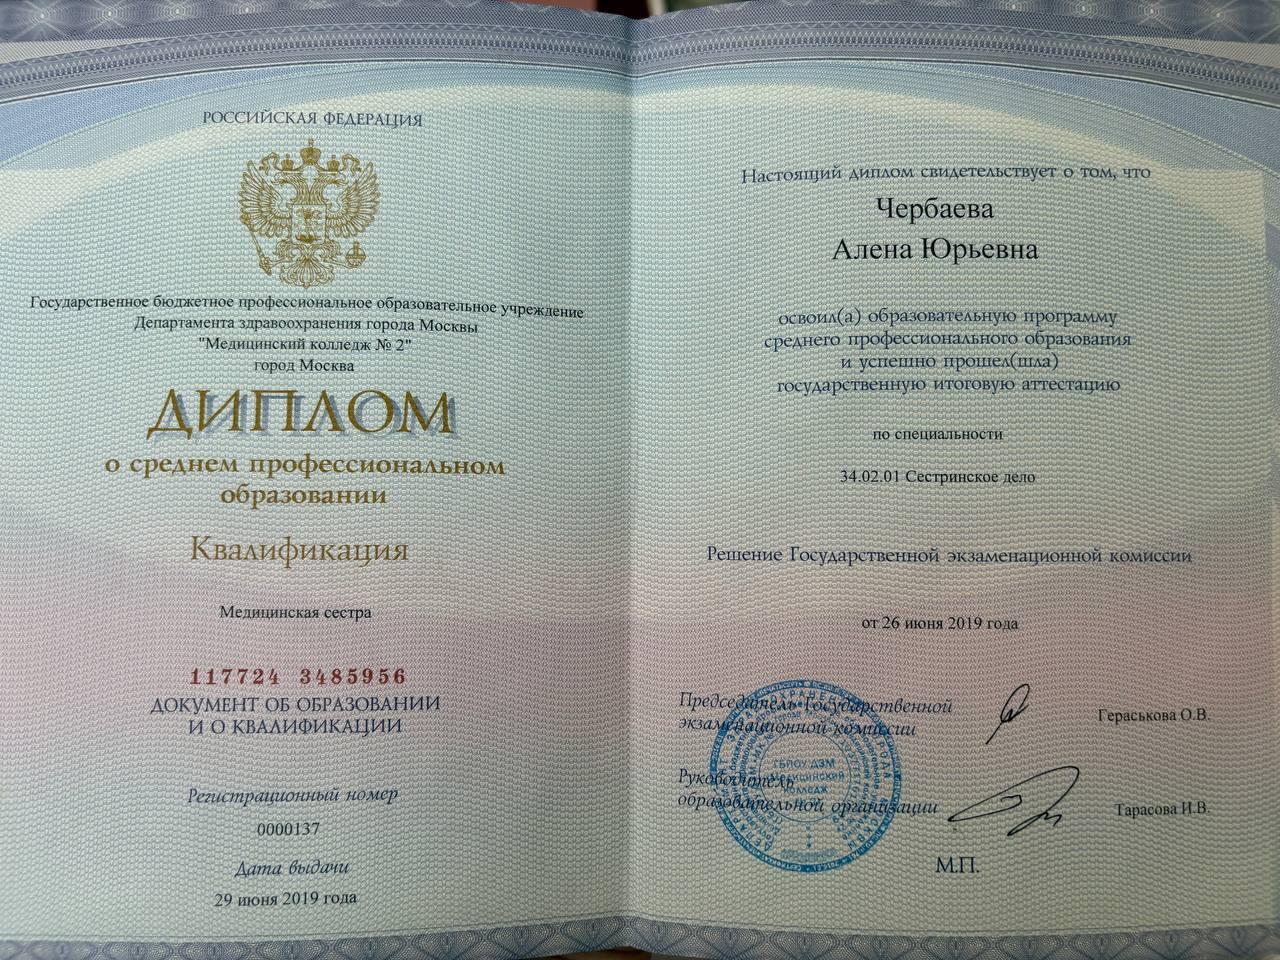 РОССИЙСКАЯ ФЕДЕРАЦИЯ
Государственное бюджетное профессиональное образовательное учреждение
Департамента здравоохранения города Москвы
"Медицинский колледж № 2"
город Москва
ДИПЛОМ
о среднем профессиональном
образовании
Квалификация
Медицинская сестра
117724 3485956
ДОКУМЕНТ ОБ ОБРАЗОВАНИИ
И О КВАЛИФИКАЦИИ
Регистрационный номер
0000137
Дата выдачи
29 июня 2019 года
Настоящий диплом свидетельствует о том, что
Чербаева
Алена Юрьевна
освоил(а) образовательную программу
среднего профессионального образования
и успешно прошел(шла)
государственную итоговую аттестацию
по специальности
34.02.01 Сестринское дело
Решение Государственной экзаменационной комиссии
от 26 июня 2019 года
Председатель Государственной
экзаменационной комиссии
Гераськова О.В.
Руководитель
образовательной организации
Тарасова И.В.
М.П.
ГБПОУ ДЗМ
Медицинский
колледж